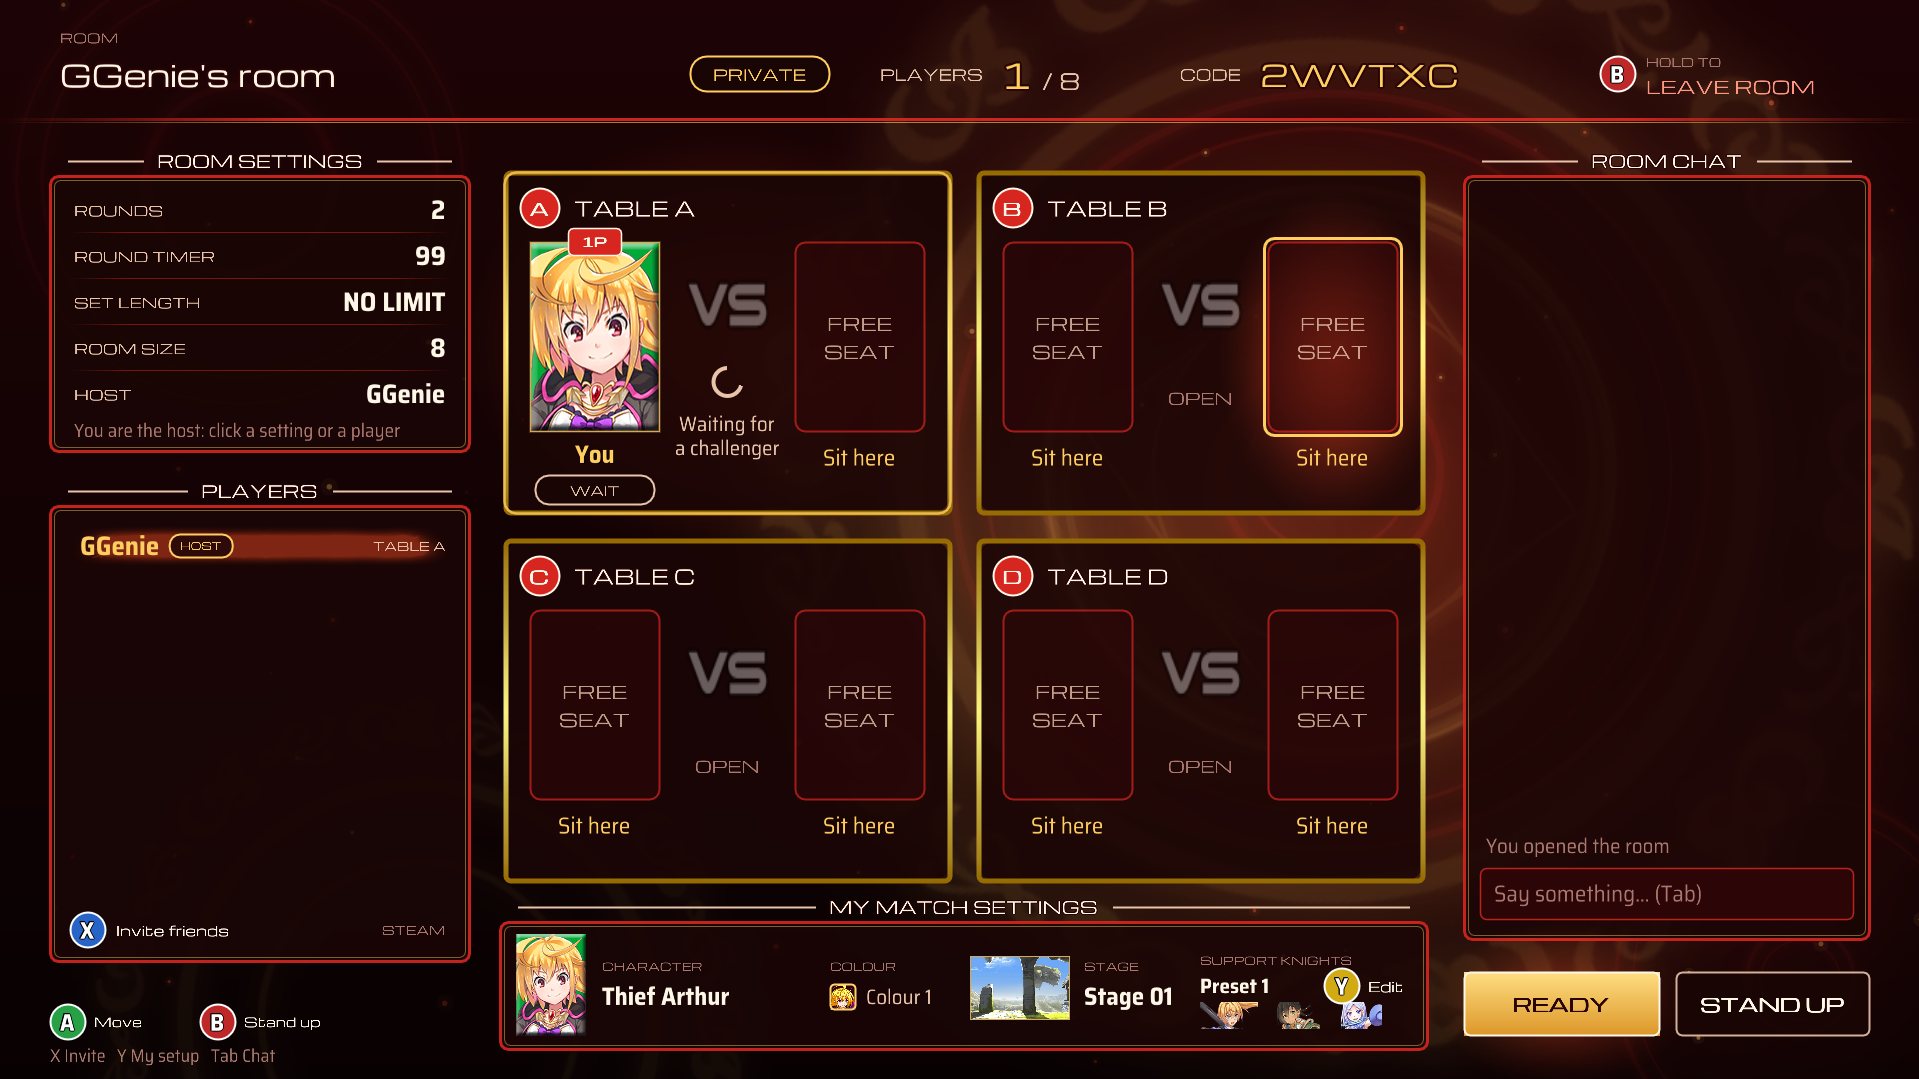 ROOM
GGenie's room
PRIVATE
PLAYERS 1 / 8
CODE 2WVTXC
B HOLD TO
LEAVE ROOM
ROOM SETTINGS
ROUNDS 2
ROUND TIMER 99
SET LENGTH NO LIMIT
ROOM SIZE 8
HOST GGenie
You are the host: click a setting or a player
PLAYERS
GGenie HOST TABLE A
X Invite friends STEAM
A Move B Stand up
X Invite Y My setup Tab Chat
A TABLE A
1P
VS
FREE
SEAT
Waiting for
a challenger
You
Sit here
WAIT
B TABLE B
FREE
SEAT
VS
FREE
SEAT
OPEN
Sit here
Sit here
C TABLE C
FREE
SEAT
VS
FREE
SEAT
OPEN
Sit here
Sit here
D TABLE D
FREE
SEAT
VS
FREE
SEAT
OPEN
Sit here
Sit here
MY MATCH SETTINGS
CHARACTER
Thief Arthur
COLOUR
Colour 1
STAGE
Stage 01
SUPPORT KNIGHTS
Preset 1
Y Edit
ROOM CHAT
You opened the room
Say something... (Tab)
READY
STAND UP